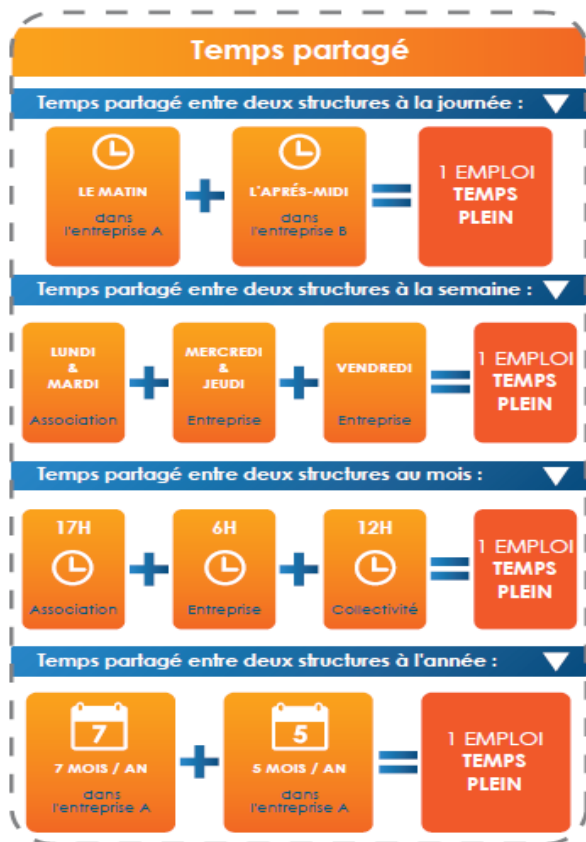 Temps partagé
Temps partagé entre deux structures à la journée :
LE MATIN
dans
l'entreprise A
L'APRÉS-MIDI
dans
l'entreprise B
1 EMPLOI
TEMPS
PLEIN
Temps partagé entre deux structures à la semaine :
LUNDI
&
MARDI
Association
MERCREDI
&
JEUDI
Entreprise
VENDREDI
Entreprise
1 EMPLOI
TEMPS
PLEIN
Temps partagé entre deux structures au mois :
17H
Association
6H
Entreprise
12H
Collectivité
1 EMPLOI
TEMPS
PLEIN
Temps partagé entre deux structures à l'année :
7
7 MOIS / AN
dans
l'entreprise A
5
5 MOIS / AN
dans
l'entreprise A
1 EMPLOI
TEMPS
PLEIN